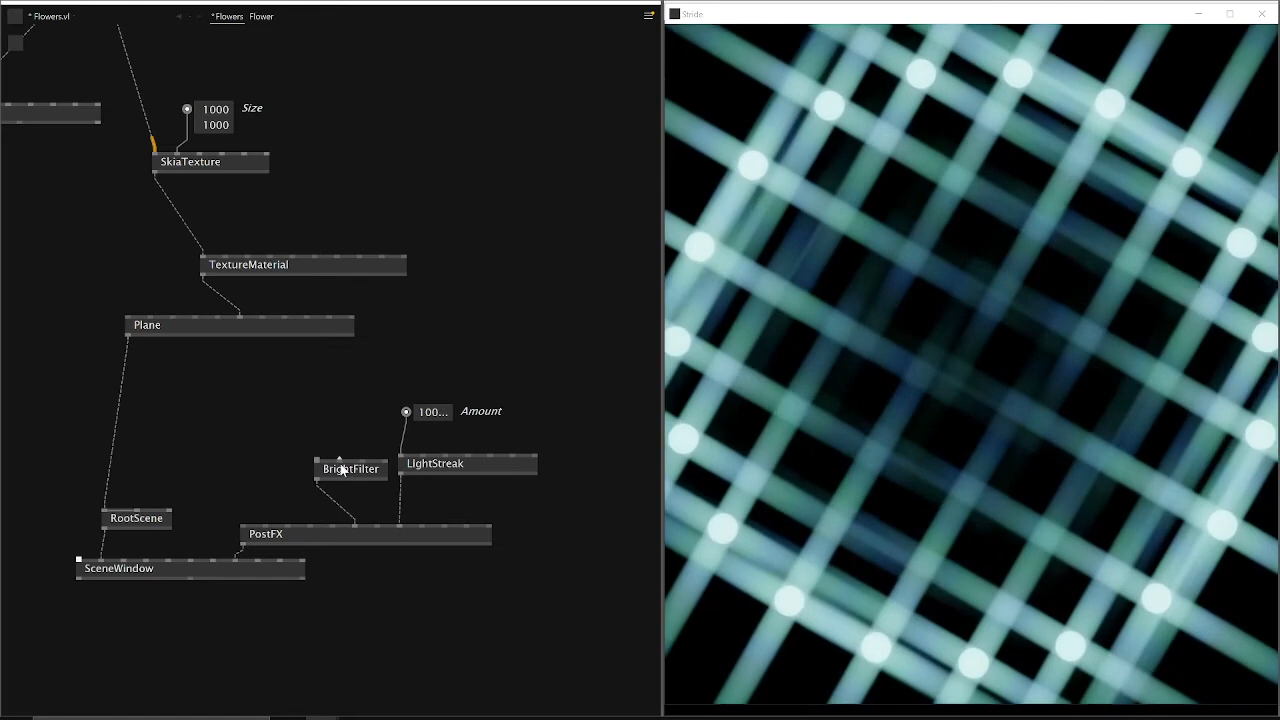 * Flowers.vl
*Flowers Flower
Stride
1000
1000
Size
SkiaTexture
TextureMaterial
Plane
100...
Amount
BrightFilter
LIghtStreak
RootScene
PostFX
SceneWindow